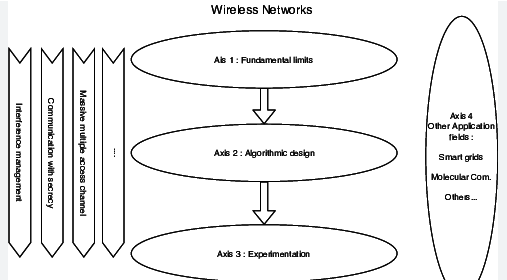 Wireless Networks
Interference management
Communication with secrecy
Massive multiple access channel
....
Ais 1 : Fundamental limits
Axis 2 : Algorithmic design
Axis 3 : Experimentation
Axis 4
Other Application
fields :
Smart grids
Molecular Com.
Others...